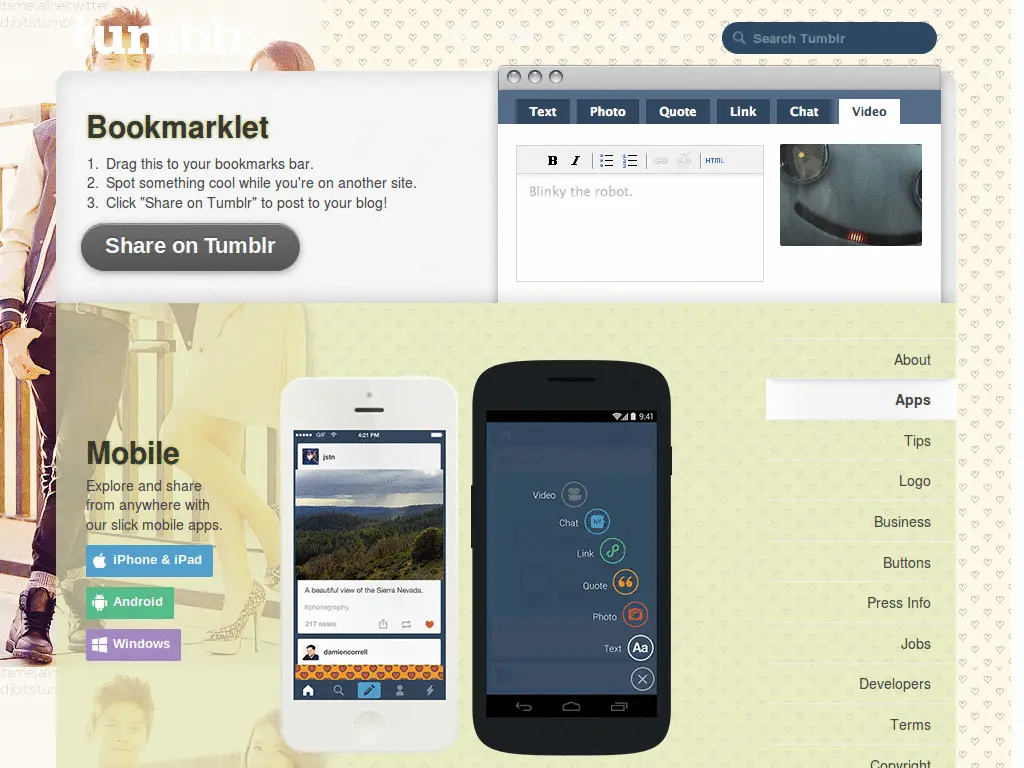 tumblr.
Search Tumblr
Text
Photo
Quote
Link
Chat
Video
Bookmarklet
1. Drag this to your bookmarks bar.
2. Spot something cool while you're on another site.
3. Click "Share on Tumblr" to post to your blog!
Share on Tumblr
B I HTML
Blinky the robot.
About
Apps
Tips
Logo
Business
Buttons
Press Info
Jobs
Developers
Terms
Copyright
Mobile
Explore and share
from anywhere with
our slick mobile apps.
iPhone & iPad
Android
Windows
GIF 4:21 PM
jstn
A beautiful view of the Sierra Nevada.
#photography
217 notes
damiencorrell
9:41
Video
Chat
Link
Quote
Photo
Text Aa